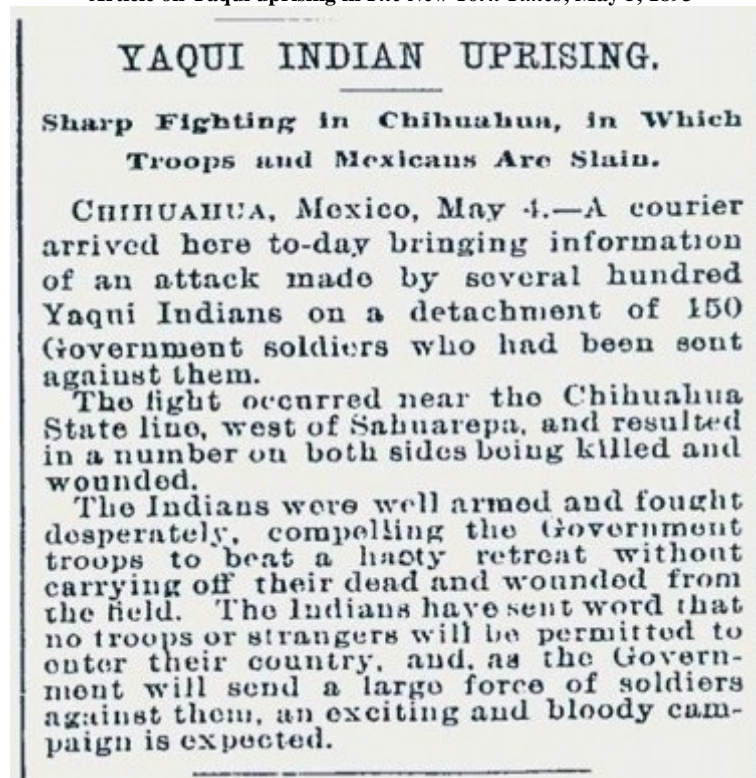 YAQUI INDIAN UPRISING.
Sharp Fighting in Chihuahua, in Which
Troops and Mexicans Are Slain.
CHIHUAHUA, Mexico, May 4.—A courier
arrived here to-day bringing information
of an attack made by several hundred
Yaqui Indians on a detachment of 150
Government soldiers who had been sent
against them.
The fight occurred near the Chihuahua
State line, west of Sahuarepa, and resulted
in a number on both sides being killed and
wounded.
The Indians were well armed and fought
desperately, compelling the Government
troops to beat a hasty retreat without
carrying off their dead and wounded from
the field. The Indians have sent word that
no troops or strangers will be permitted to
enter their country, and, as the Govern-
ment will send a large force of soldiers
against them, an exciting and bloody cam-
paign is expected.